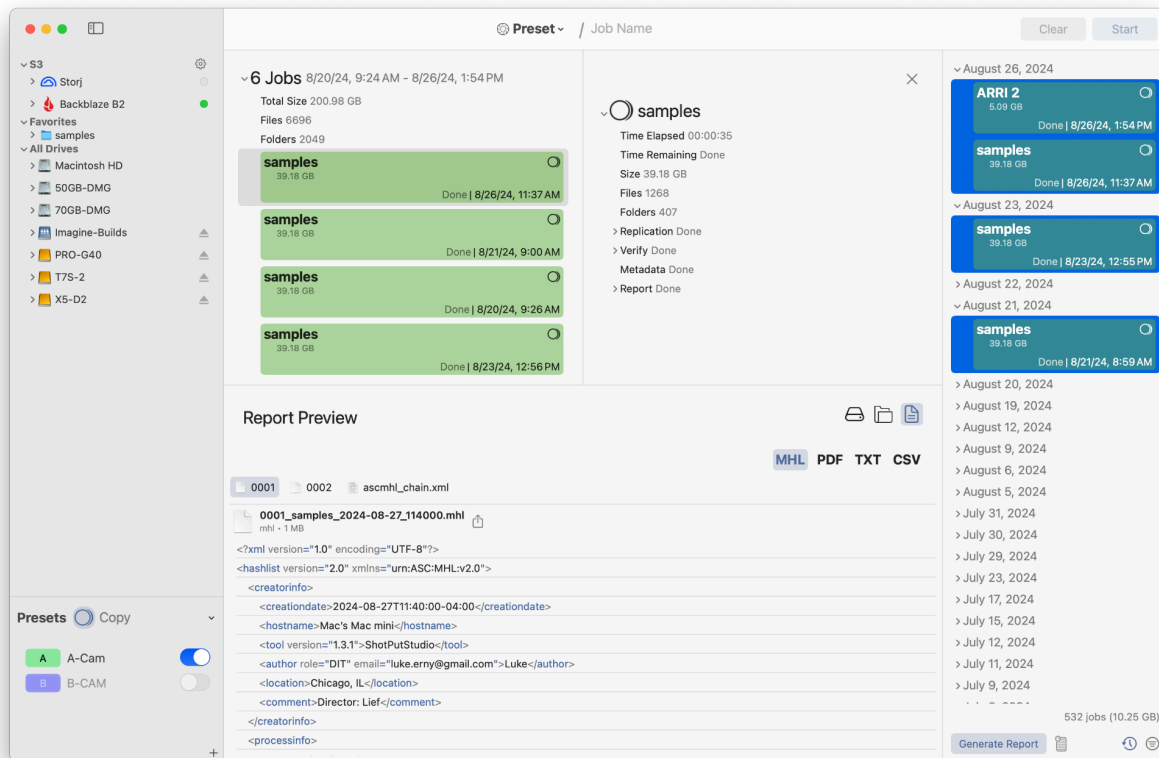 Preset
/ Job Name
Clear
Start
S3
Storj
Backblaze B2
Favorites
samples
All Drives
Macintosh HD
50GB-DMG
70GB-DMG
Imagine-Builds
PRO-G40
T7S-2
X5-D2
Presets Copy
A A-Cam
B B-CAM
+
6 Jobs 8/20/24, 9:24 AM - 8/26/24, 1:54 PM
Total Size 200.98 GB
Files 6696
Folders 2049
samples
39.18 GB
Done | 8/26/24, 11:37 AM
samples
39.18 GB
Done | 8/21/24, 9:00 AM
samples
39.18 GB
Done | 8/20/24, 9:26 AM
samples
39.18 GB
Done | 8/23/24, 12:56 PM
samples
Time Elapsed 00:00:35
Time Remaining Done
Size 39.18 GB
Files 1268
Folders 407
Replication Done
Verify Done
Metadata Done
Report Done
Report Preview
MHL PDF TXT CSV
0001 0002 ascmhl_chain.xml
0001_samples_2024-08-27_114000.mhl
mhl • 1 MB
<?xml version="1.0" encoding="UTF-8"?>
<hashlist version="2.0" xmlns="urn:ASC:MHL:v2.0">
<creatorinfo>
<creationdate>2024-08-27T11:40:00-04:00</creationdate>
<hostname>Mac's Mac mini</hostname>
<tool version="1.3.1">ShotPutStudio</tool>
<author role="DIT" email="luke.erny@gmail.com">Luke</author>
<location>Chicago, IL</location>
<comment>Director: Lief</comment>
</creatorinfo>
<processinfo>
August 26, 2024
ARRI 2
5.09 GB
Done | 8/26/24, 1:54 PM
samples
39.18 GB
Done | 8/26/24, 11:37 AM
August 23, 2024
samples
39.18 GB
Done | 8/23/24, 12:55 PM
August 22, 2024
August 21, 2024
samples
39.18 GB
Done | 8/21/24, 8:59 AM
August 20, 2024
August 19, 2024
August 12, 2024
August 9, 2024
August 6, 2024
August 5, 2024
July 31, 2024
July 30, 2024
July 29, 2024
July 23, 2024
July 17, 2024
July 15, 2024
July 12, 2024
July 11, 2024
July 9, 2024
532 jobs (10.25 GB)
Generate Report